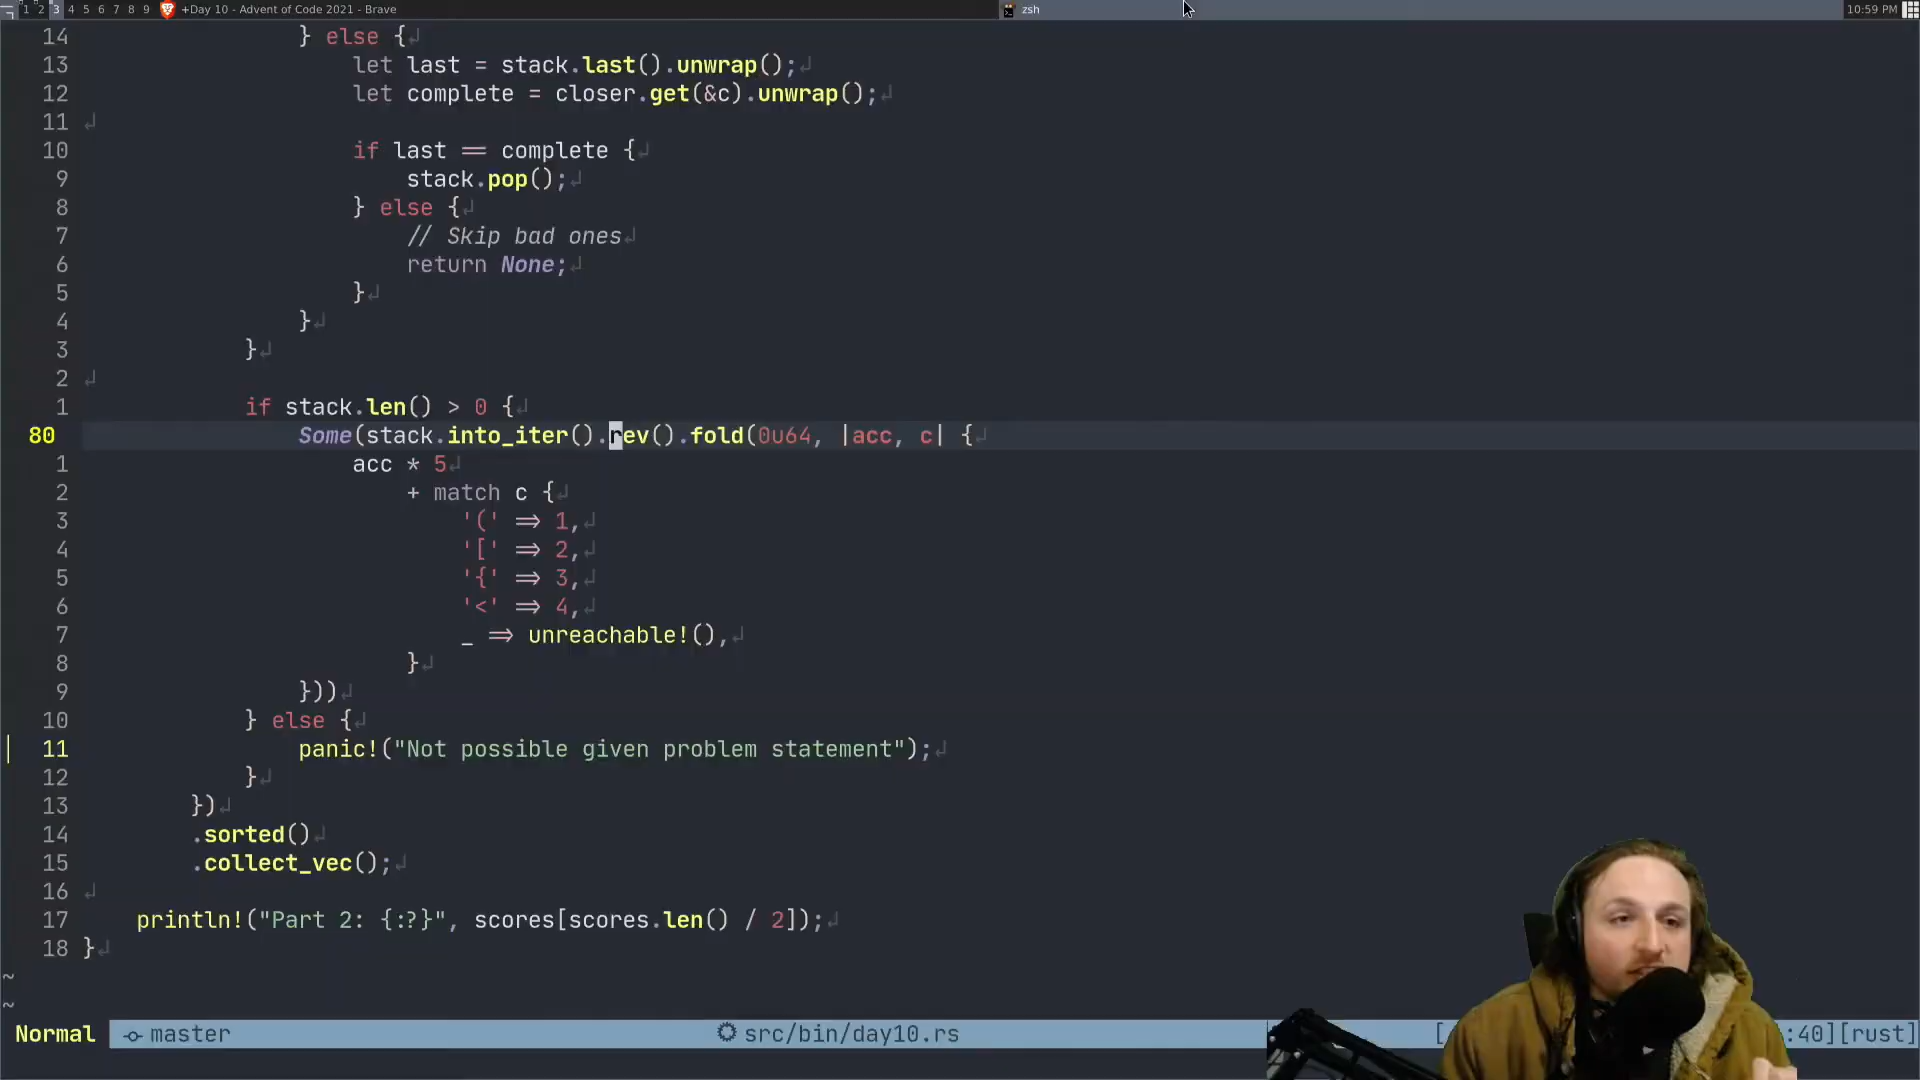 1 2 3 4 5 6 7 8 9 +Day 10 - Advent of Code 2021 - Brave zsh 10:59 PM
14 } else {
13 let last = stack.last().unwrap();
12 let complete = closer.get(&c).unwrap();
11
10 if last == complete {
9 stack.pop();
8 } else {
7 // Skip bad ones
6 return None;
5 }
4 }
3 }
2
1 if stack.len() > 0 {
80 Some(stack.into_iter().rev().fold(0u64, |acc, c| {
1 acc * 5
2 + match c {
3 '(' => 1,
4 '[' => 2,
5 '{' => 3,
6 '<' => 4,
7 _ => unreachable!(),
8 }
9 }))
10 } else {
11 panic!("Not possible given problem statement");
12 }
13 })
14 .sorted()
15 .collect_vec();
16
17 println!("Part 2: {:?}", scores[scores.len() / 2]);
18 }
~
~
Normal master src/bin/day10.rs [ :40][rust]